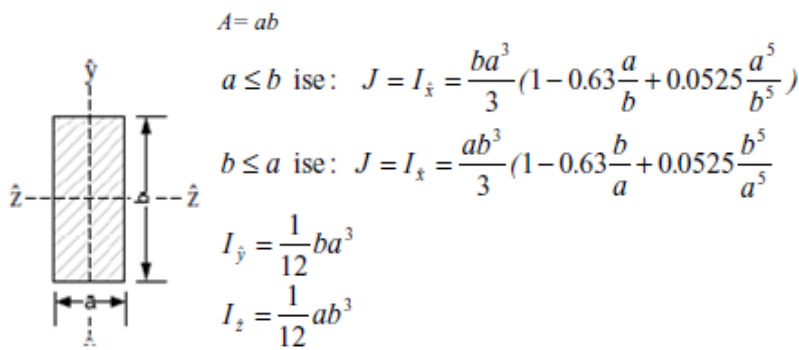 A= ab
a ≤ b ise: J = I_x̂ = ba³/3 (1−0.63 a/b + 0.0525 a⁵/b⁵ )
b ≤ a ise: J = I_x̂ = ab³/3 (1−0.63 b/a + 0.0525 b⁵/a⁵
I_ŷ = 1/12 ba³
I_ẑ = 1/12 ab³
ŷ
ẑ b ẑ
a